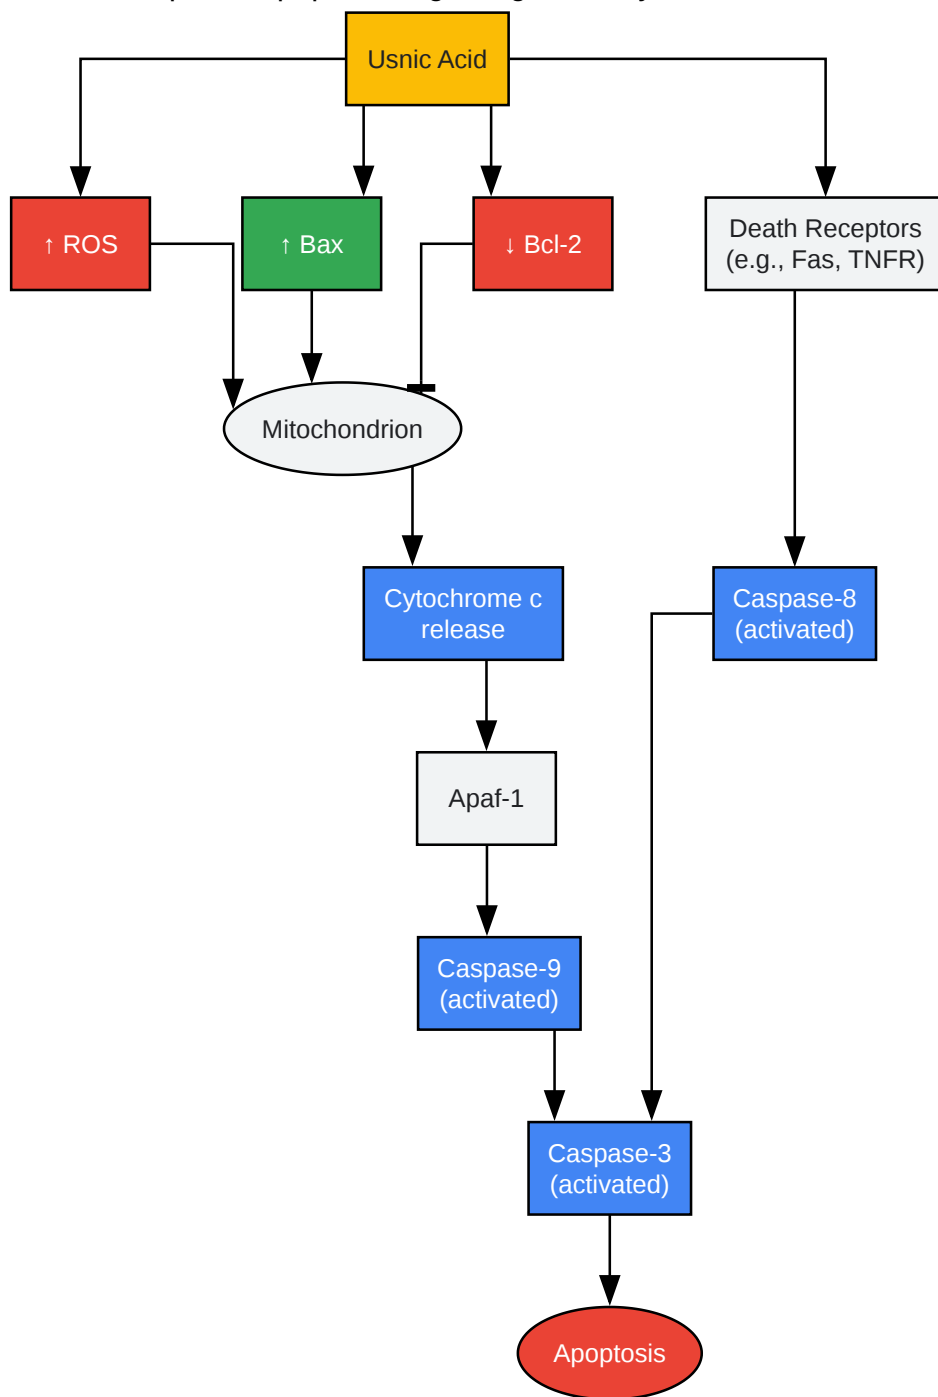 Usnic Acid
↑ ROS
↑ Bax
↓ Bcl-2
Death Receptors
(e.g., Fas, TNFR)
Mitochondrion
Cytochrome c
release
Caspase-8
(activated)
Apaf-1
Caspase-9
(activated)
Caspase-3
(activated)
Apoptosis